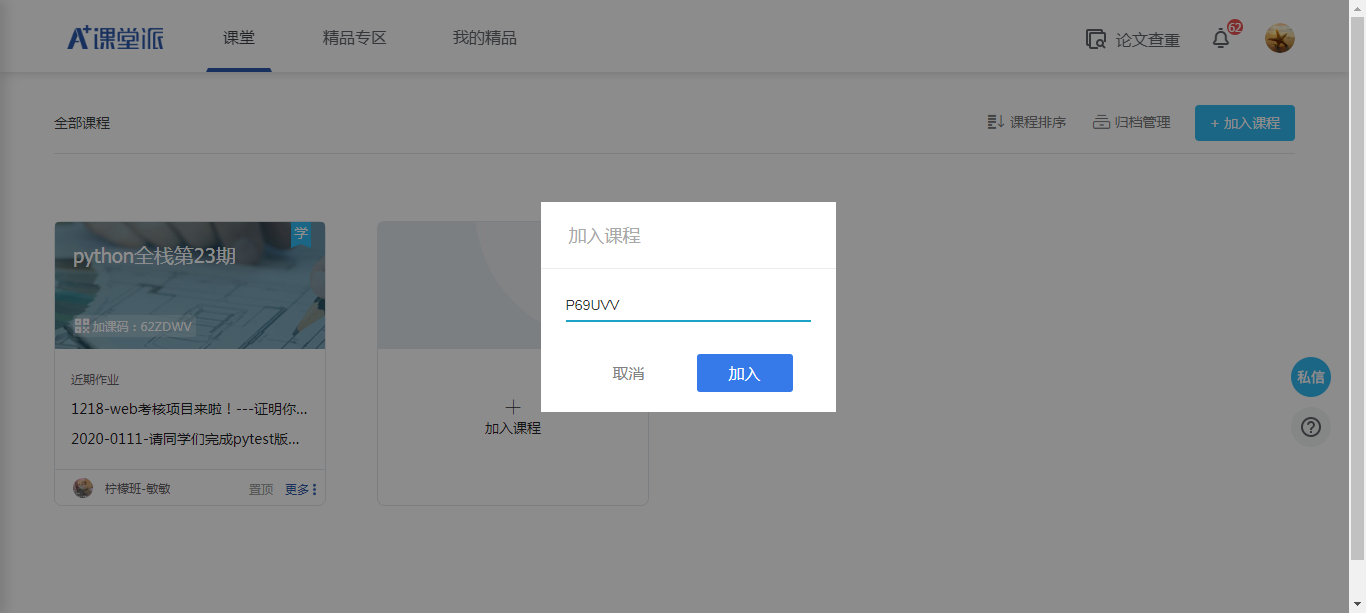 A+课堂派
课堂
精品专区
我的精品
论文查重
62
全部课程
课程排序
归档管理
+ 加入课程
python全栈第23期
学
加课码：62ZDWV
近期作业
1218-web考核项目来啦！---证明你...
2020-0111-请同学们完成pytest版...
柠檬班-敏敏
置顶
更多
加入课程
加入课程
P69UVV
取消
加入
私信